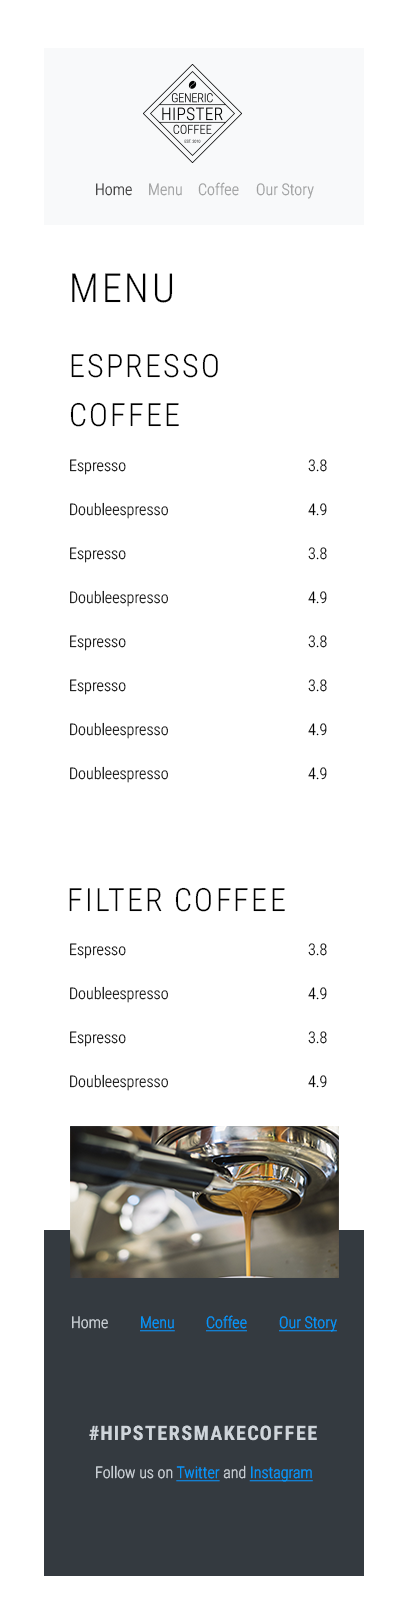 GENERIC
HIPSTER
COFFEE
EST. 2010
Home Menu Coffee Our Story
MENU
ESPRESSO
COFFEE
Espresso 3.8
Doubleespresso 4.9
Espresso 3.8
Doubleespresso 4.9
Espresso 3.8
Espresso 3.8
Doubleespresso 4.9
Doubleespresso 4.9
FILTER COFFEE
Espresso 3.8
Doubleespresso 4.9
Espresso 3.8
Doubleespresso 4.9
Home Menu Coffee Our Story
#HIPSTERSMAKECOFFEE
Follow us on Twitter and Instagram